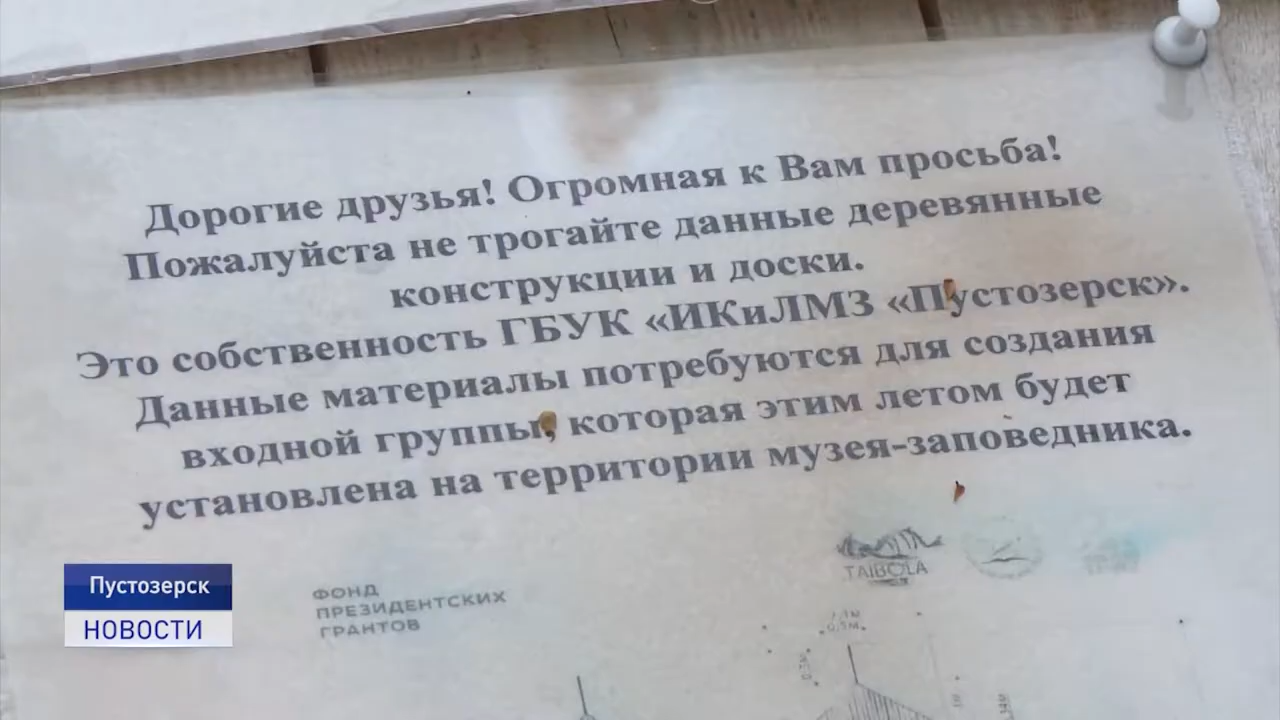 Дорогие друзья! Огромная к Вам просьба!
Пожалуйста не трогайте данные деревянные
конструкции и доски.
Это собственность ГБУК «ИКиЛМЗ «Пустозерск».
Данные материалы потребуются для создания
входной группы, которая этим летом будет
установлена на территории музея-заповедника.
ФОНД
ПРЕЗИДЕНТСКИХ
ГРАНТОВ
TAIBOLA
0,5М
Пустозерск
НОВОСТИ